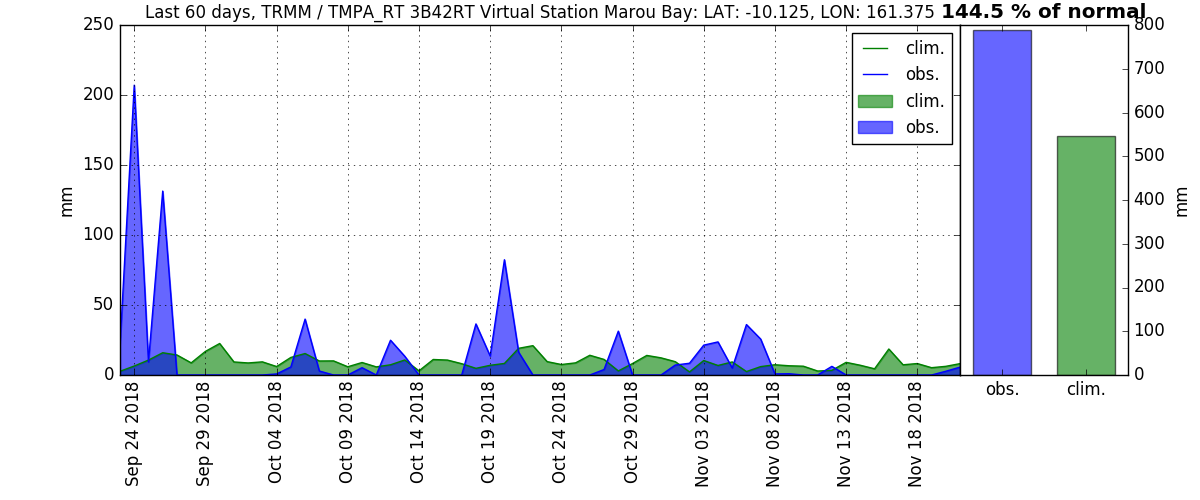 Last 60 days, TRMM / TMPA_RT 3B42RT Virtual Station Marou Bay: LAT: -10.125, LON: 161.375 144.5 % of normal
250
200
150
100
50
0
mm
clim.
obs.
clim.
obs.
800
700
600
500
400
300
200
100
0
mm
Sep 24 2018
Sep 29 2018
Oct 04 2018
Oct 09 2018
Oct 14 2018
Oct 19 2018
Oct 24 2018
Oct 29 2018
Nov 03 2018
Nov 08 2018
Nov 13 2018
Nov 18 2018
obs.
clim.